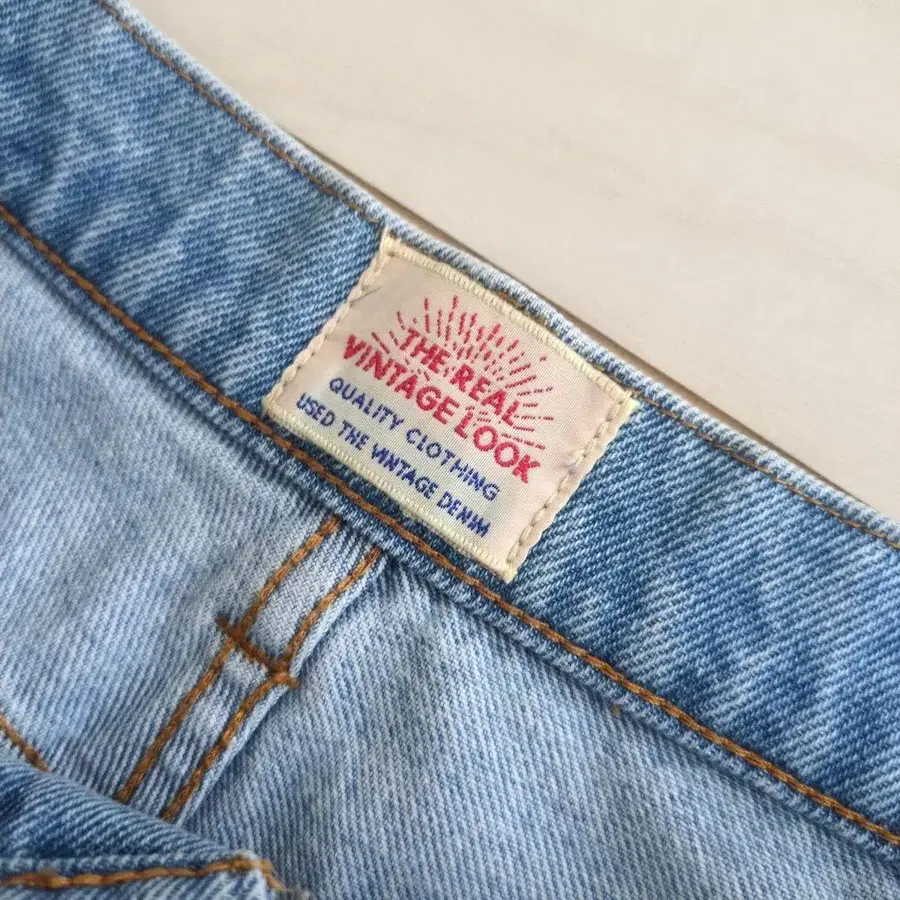 THE REAL
VINTAGE LOOK
QUALITY CLOTHING
USED THE VINTAGE DENIM